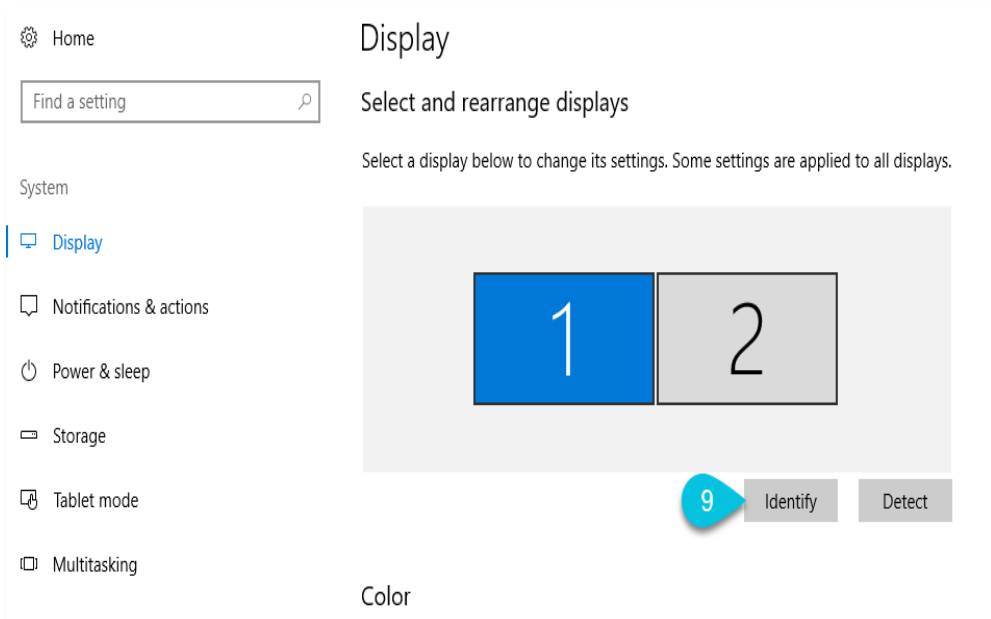 Home
Find a setting
System
Display
Notifications & actions
Power & sleep
Storage
Tablet mode
Multitasking
Display
Select and rearrange displays
Select a display below to change its settings. Some settings are applied to all displays.
1 2
9 Identify Detect
Color